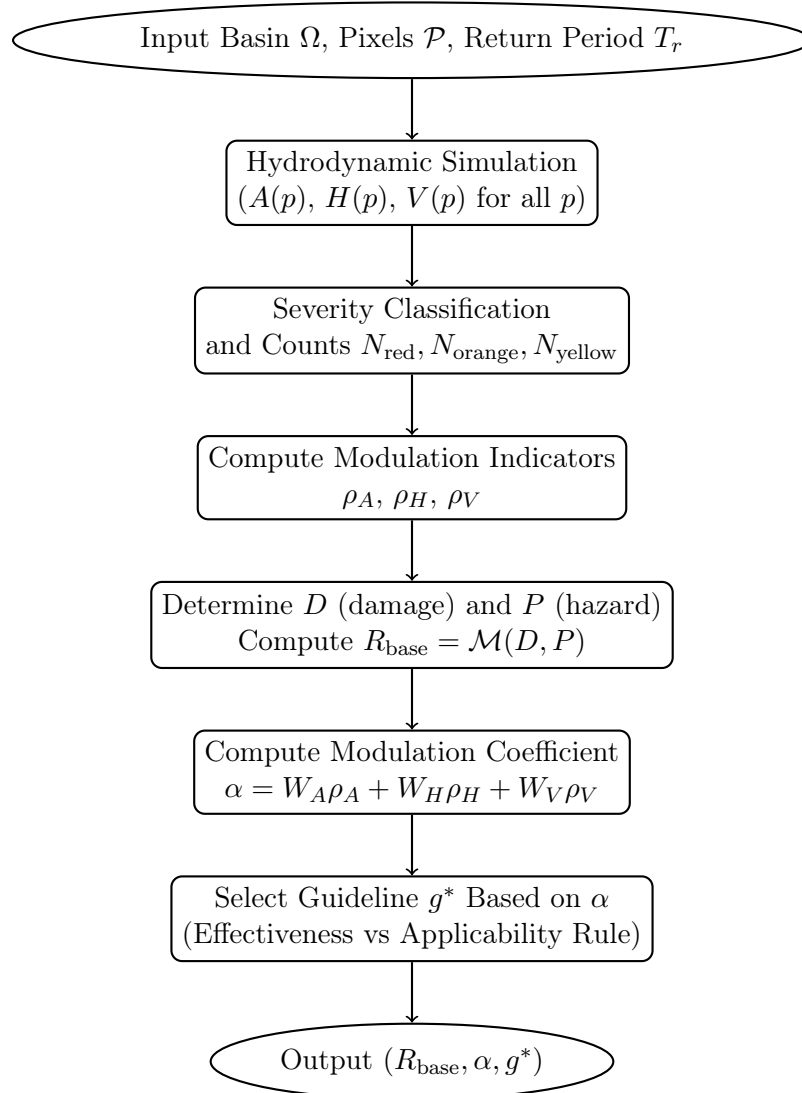 Input Basin Ω, Pixels 𝒫, Return Period T_r
Hydrodynamic Simulation
(A(p), H(p), V(p) for all p)
Severity Classification
and Counts N_red, N_orange, N_yellow
Compute Modulation Indicators
ρ_A, ρ_H, ρ_V
Determine D (damage) and P (hazard)
Compute R_base = ℳ(D, P)
Compute Modulation Coefficient
α = W_Aρ_A + W_Hρ_H + W_Vρ_V
Select Guideline g* Based on α
(Effectiveness vs Applicability Rule)
Output (R_base, α, g*)